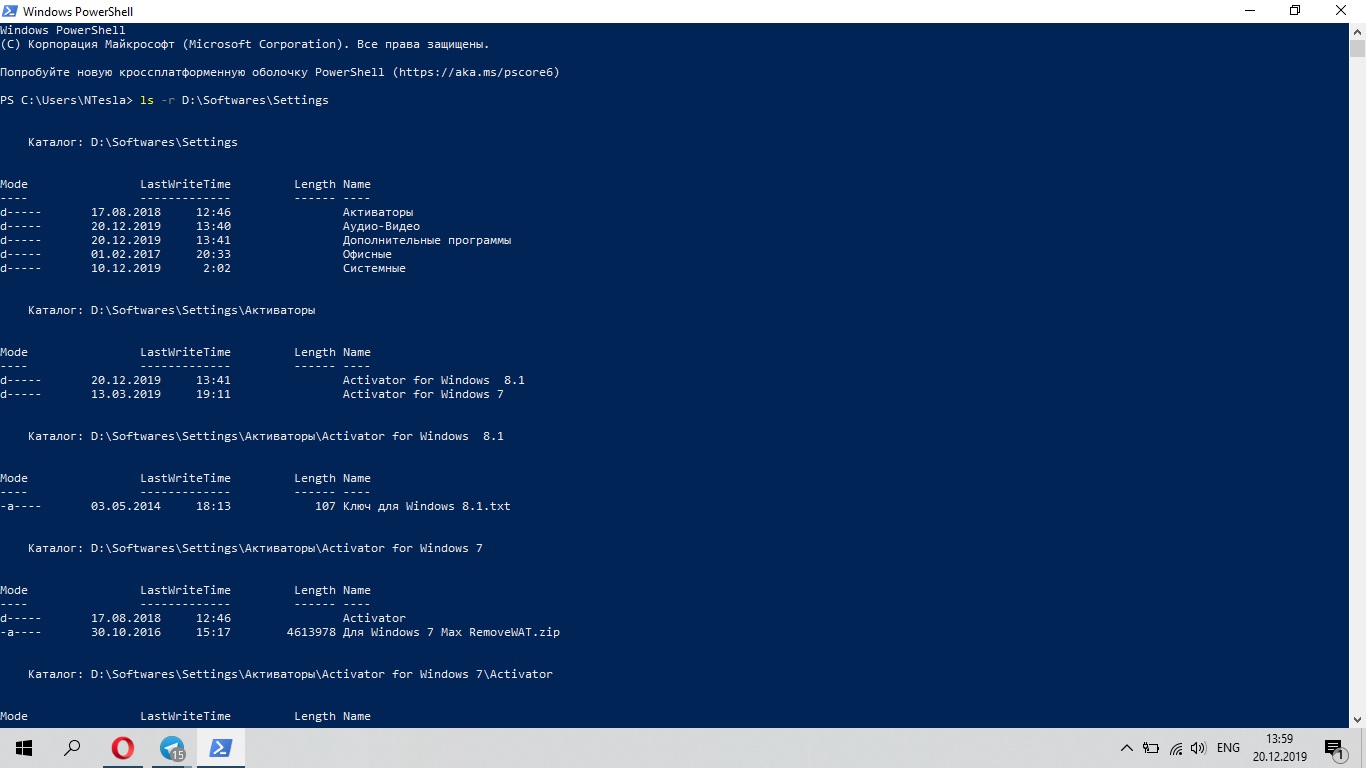 Windows PowerShell
Windows PowerShell
(C) Корпорация Майкрософт (Microsoft Corporation). Все права защищены.
Попробуйте новую кроссплатформенную оболочку PowerShell (https://aka.ms/pscore6)
PS C:\Users\NTesla> ls -r D:\Softwares\Settings
Каталог: D:\Softwares\Settings
Mode LastWriteTime Length Name
---- ------------- ------ ----
d----- 17.08.2018 12:46 Активаторы
d----- 20.12.2019 13:40 Аудио-Видео
d----- 20.12.2019 13:41 Дополнительные программы
d----- 01.02.2017 20:33 Офисные
d----- 10.12.2019 2:02 Системные
Каталог: D:\Softwares\Settings\Активаторы
Mode LastWriteTime Length Name
---- ------------- ------ ----
d----- 20.12.2019 13:41 Activator for Windows  8.1
d----- 13.03.2019 19:11 Activator for Windows 7
Каталог: D:\Softwares\Settings\Активаторы\Activator for Windows  8.1
Mode LastWriteTime Length Name
---- ------------- ------ ----
-a---- 03.05.2014 18:13 107 Ключ для Windows 8.1.txt
Каталог: D:\Softwares\Settings\Активаторы\Activator for Windows 7
Mode LastWriteTime Length Name
---- ------------- ------ ----
d----- 17.08.2018 12:46 Activator
-a---- 30.10.2016 15:17 4613978 Для Windows 7 Max RemoveWAT.zip
Каталог: D:\Softwares\Settings\Активаторы\Activator for Windows 7\Activator
Mode LastWriteTime Length Name
15
ENG
13:59
20.12.2019
1